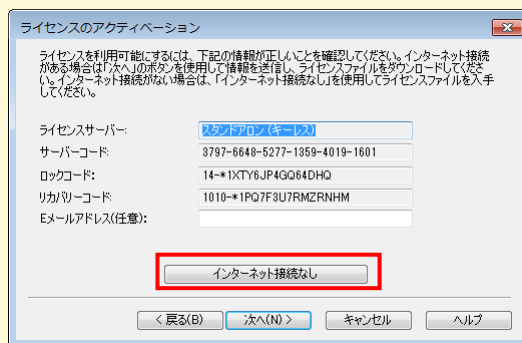 ライセンスのアクティベーション
ライセンスを利用可能にするには、下記の情報が正しいことを確認してください。インターネット接続
がある場合は「次へ」のボタンを使用して情報を送信し、ライセンスファイルをダウンロードしてくださ
い。インターネット接続がない場合は、「インターネット接続なし」を使用してライセンスファイルを入手
してください。
ライセンスサーバー: スタンドアロン (キーレス)
サーバーコード: 3797-6648-5277-1359-4019-1601
ロックコード: 14-*1XTY6JP4GQ64DHQ
リカバリーコード: 1010-*1PQ7F3U7RMZRNHM
Eメールアドレス(任意):
インターネット接続なし
< 戻る(B) 次へ(N) > キャンセル ヘルプ